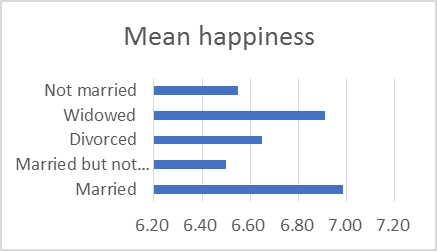 Mean happiness
Not married
Widowed
Divorced
Married but not...
Married
6.20 6.40 6.60 6.80 7.00 7.20